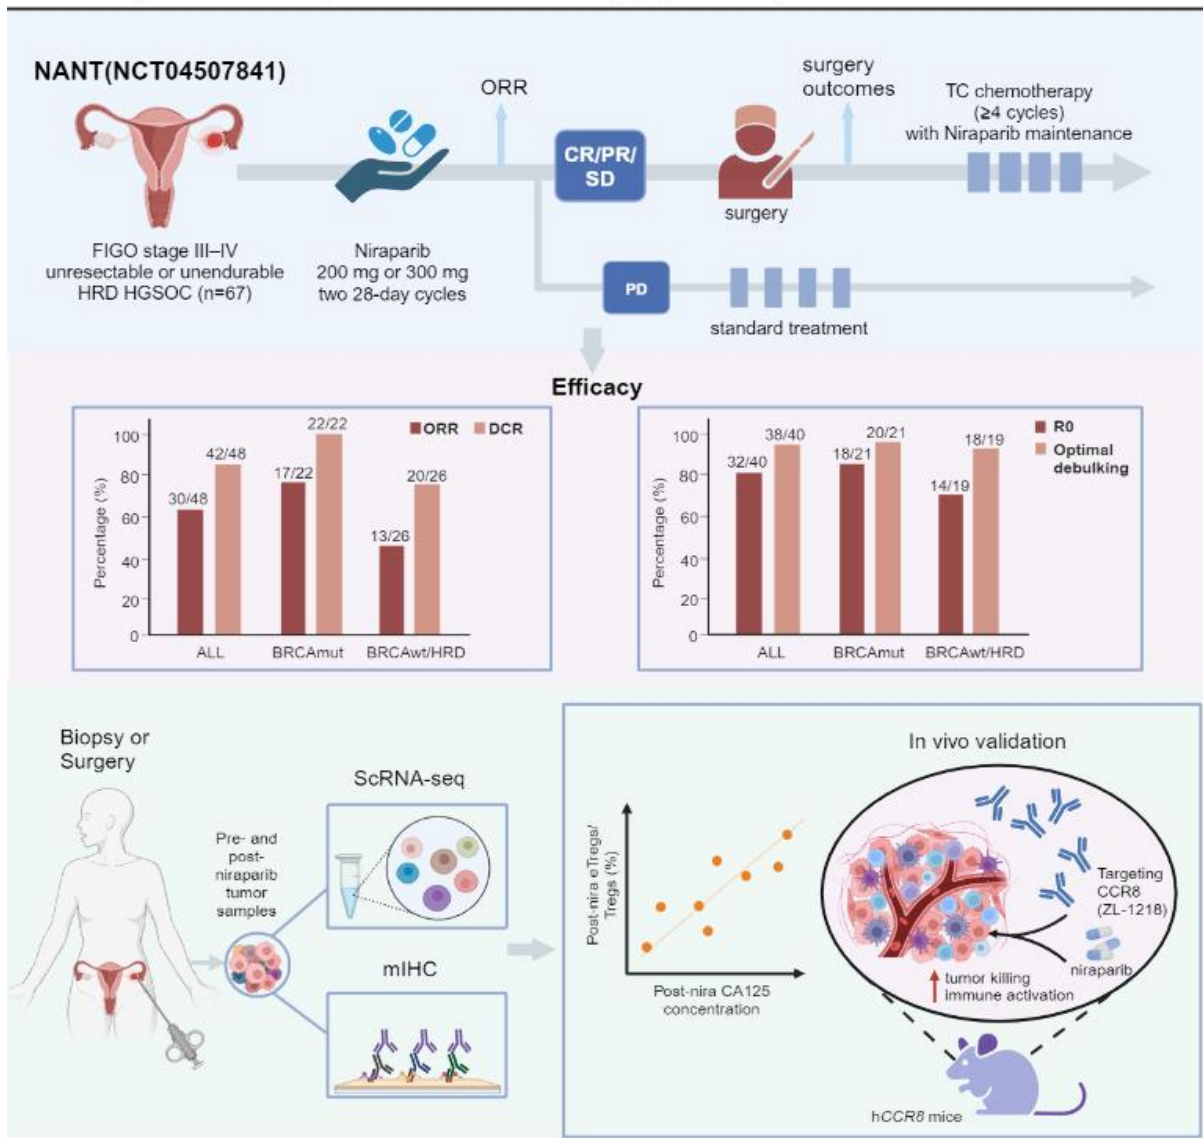 NANT(NCT04507841)
ORR
surgery
outcomes
TC chemotherapy
(≥4 cycles)
with Niraparib maintenance
CR/PR/
SD
surgery
FIGO stage III–IV
unresectable or unendurable
HRD HGSOC (n=67)
Niraparib
200 mg or 300 mg
two 28-day cycles
PD
standard treatment
Efficacy
ORR
DCR
Percentage (%)
100
80
60
40
20
0
30/48
42/48
17/22
22/22
13/26
20/26
ALL
BRCAmut
BRCAwt/HRD
R0
Optimal
debulking
Percentage (%)
100
80
60
40
20
0
32/40
38/40
18/21
20/21
14/19
18/19
ALL
BRCAmut
BRCAwt/HRD
Biopsy or
Surgery
Pre- and
post-
niraparib
tumor
samples
ScRNA-seq
mIHC
Post-nira eTregs/
Tregs (%)
Post-nira CA125
concentration
In vivo validation
Targeting
CCR8
(ZL-1218)
niraparib
tumor killing
immune activation
hCCR8 mice